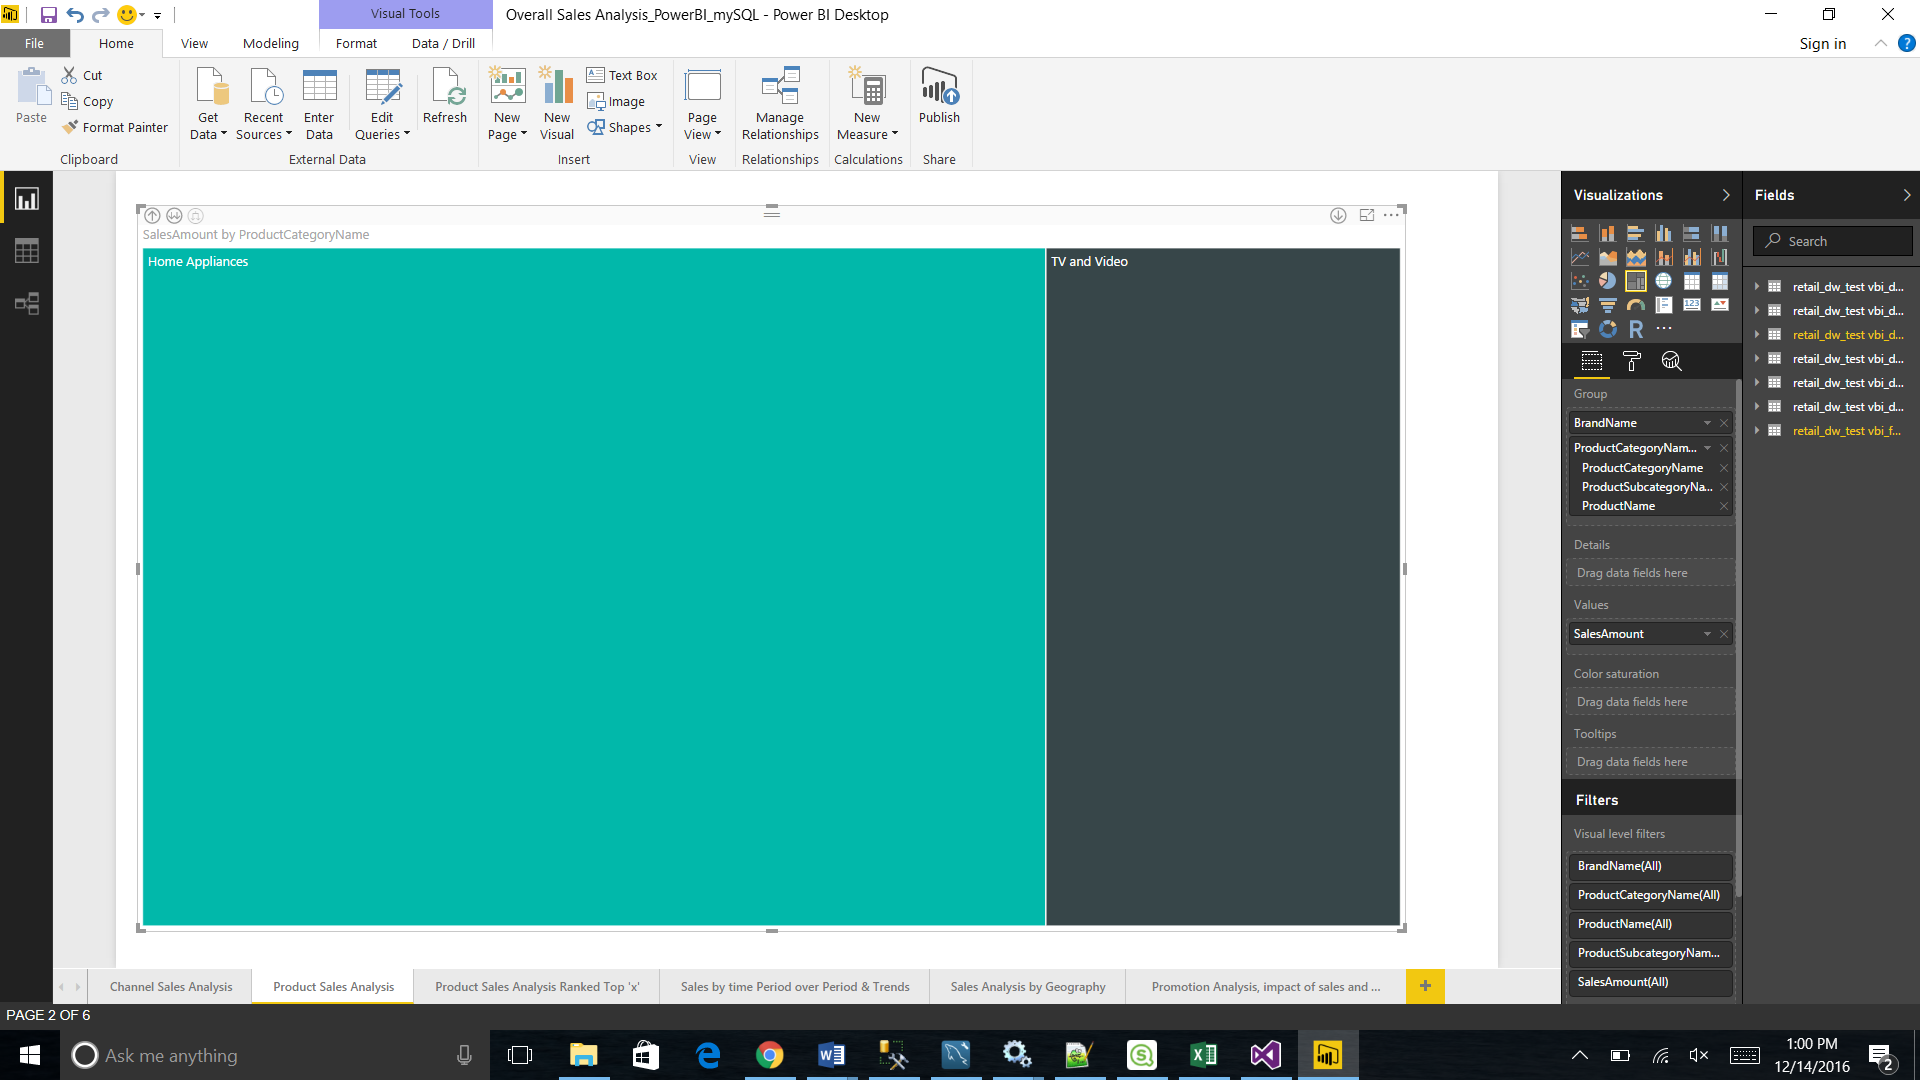 Visual Tools
Overall Sales Analysis_PowerBI_mySQL - Power BI Desktop
File
Home
View
Modeling
Format
Data / Drill
Sign in
?
Paste
Cut
Copy
Format Painter
Clipboard
Get Data
Recent Sources
Enter Data
Edit Queries
External Data
Refresh
New Page
New Visual
Text Box
Image
Shapes
Insert
Page View
View
Manage Relationships
Relationships
New Measure
Calculations
Publish
Share
SalesAmount by ProductCategoryName
Home Appliances
TV and Video
Visualizations
123
R
Group
BrandName
ProductCategoryNam...
ProductCategoryName
ProductSubcategoryNa...
ProductName
Details
Drag data fields here
Values
SalesAmount
Color saturation
Drag data fields here
Tooltips
Drag data fields here
Filters
Visual level filters
BrandName(All)
ProductCategoryName(All)
ProductName(All)
ProductSubcategoryNam...
SalesAmount(All)
Fields
Search
retail_dw_test vbi_d...
retail_dw_test vbi_d...
retail_dw_test vbi_d...
retail_dw_test vbi_d...
retail_dw_test vbi_d...
retail_dw_test vbi_d...
retail_dw_test vbi_f...
Channel Sales Analysis
Product Sales Analysis
Product Sales Analysis Ranked Top 'x'
Sales by time Period over Period & Trends
Sales Analysis by Geography
Promotion Analysis, impact of sales and ...
+
PAGE 2 OF 6
Ask me anything
1:00 PM
12/14/2016
2